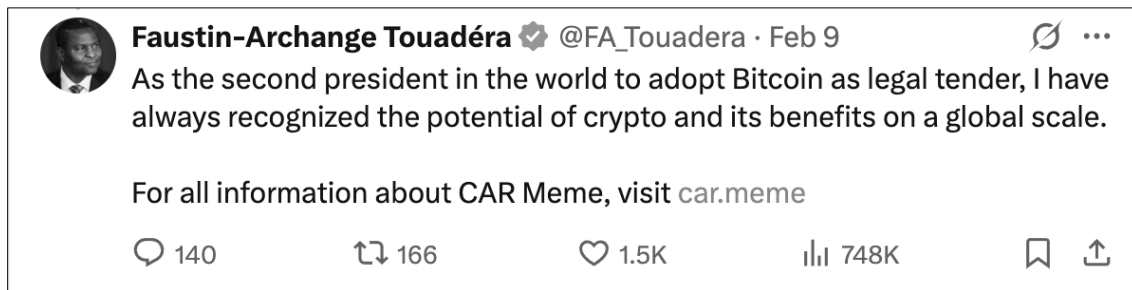 Faustin-Archange Touadéra @FA_Touadera · Feb 9
As the second president in the world to adopt Bitcoin as legal tender, I have
always recognized the potential of crypto and its benefits on a global scale.
For all information about CAR Meme, visit car.meme
140 166 1.5K 748K